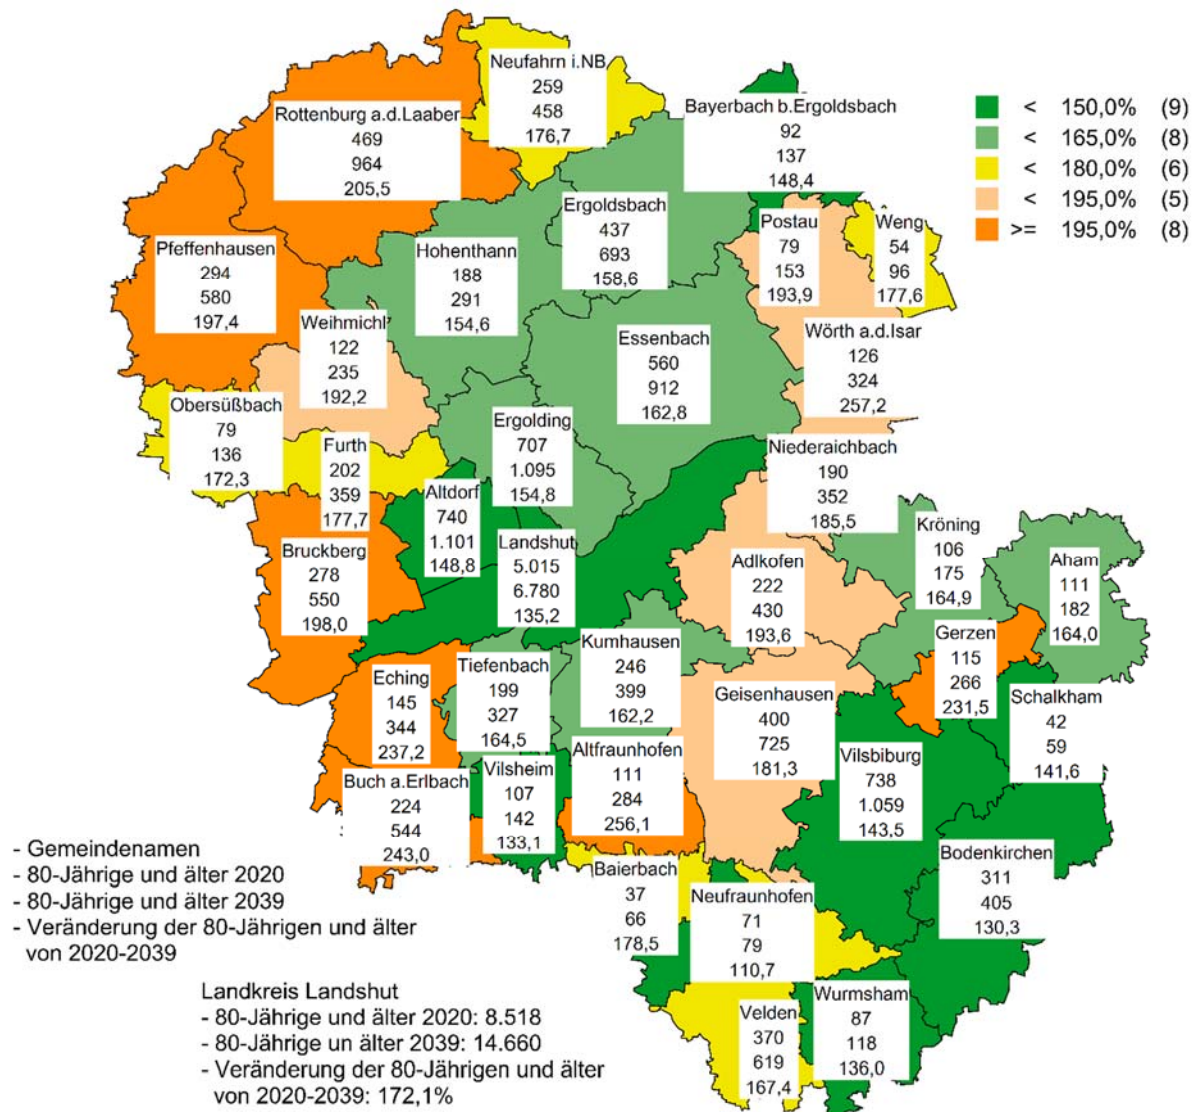 Neufahrn i.NB
259
458
176,7
Rottenburg a.d.Laaber
469
964
205,5
Bayerbach b.Ergoldsbach
92
137
148,4
< 150,0% (9)
< 165,0% (8)
< 180,0% (6)
< 195,0% (5)
>= 195,0% (8)
Ergoldsbach
437
693
158,6
Postau
79
153
193,9
Weng
54
96
177,6
Pfeffenhausen
294
580
197,4
Hohenthann
188
291
154,6
Weihmichl
122
235
192,2
Essenbach
560
912
162,8
Wörth a.d.Isar
126
324
257,2
Obersüßbach
79
136
172,3
Furth
202
359
177,7
Ergolding
707
1.095
154,8
Niederaichbach
190
352
185,5
Altdorf
740
1.101
148,8
Landshut
5.015
6.780
135,2
Bruckberg
278
550
198,0
Adlkofen
222
430
193,6
Kröning
106
175
164,9
Aham
111
182
164,0
Gerzen
115
266
231,5
Kumhausen
246
399
162,2
Tiefenbach
199
327
164,5
Eching
145
344
237,2
Geisenhausen
400
725
181,3
Schalkham
42
59
141,6
Altfraunhofen
111
284
256,1
Vilsbiburg
738
1.059
143,5
Vilsheim
107
142
133,1
Buch a.Erlbach
224
544
243,0
Bodenkirchen
311
405
130,3
Baierbach
37
66
178,5
Neufraunhofen
71
79
110,7
Wurmsham
87
118
136,0
Velden
370
619
167,4
- Gemeindenamen
- 80-Jährige und älter 2020
- 80-Jährige und älter 2039
- Veränderung der 80-Jährigen und älter
von 2020-2039
Landkreis Landshut
- 80-Jährige und älter 2020: 8.518
- 80-Jährige un älter 2039: 14.660
- Veränderung der 80-Jährigen und älter
von 2020-2039: 172,1%